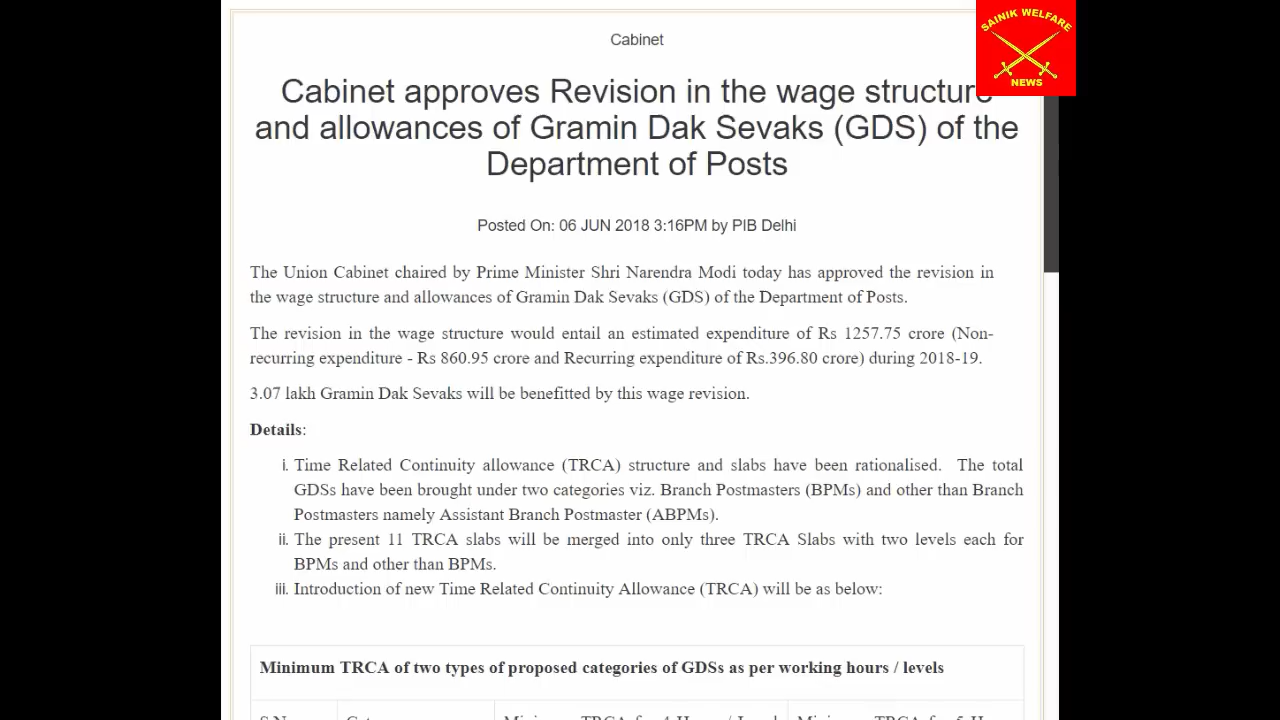 SAINIK WELFARE
NEWS
Cabinet
Cabinet approves Revision in the wage structure
and allowances of Gramin Dak Sevaks (GDS) of the
Department of Posts
Posted On: 06 JUN 2018 3:16PM by PIB Delhi
The Union Cabinet chaired by Prime Minister Shri Narendra Modi today has approved the revision in
the wage structure and allowances of Gramin Dak Sevaks (GDS) of the Department of Posts.
The revision in the wage structure would entail an estimated expenditure of Rs 1257.75 crore (Non-
recurring expenditure - Rs 860.95 crore and Recurring expenditure of Rs.396.80 crore) during 2018-19.
3.07 lakh Gramin Dak Sevaks will be benefitted by this wage revision.
Details:
i. Time Related Continuity allowance (TRCA) structure and slabs have been rationalised. The total
GDSs have been brought under two categories viz. Branch Postmasters (BPMs) and other than Branch
Postmasters namely Assistant Branch Postmaster (ABPMs).
ii. The present 11 TRCA slabs will be merged into only three TRCA Slabs with two levels each for
BPMs and other than BPMs.
iii. Introduction of new Time Related Continuity Allowance (TRCA) will be as below:
Minimum TRCA of two types of proposed categories of GDSs as per working hours / levels